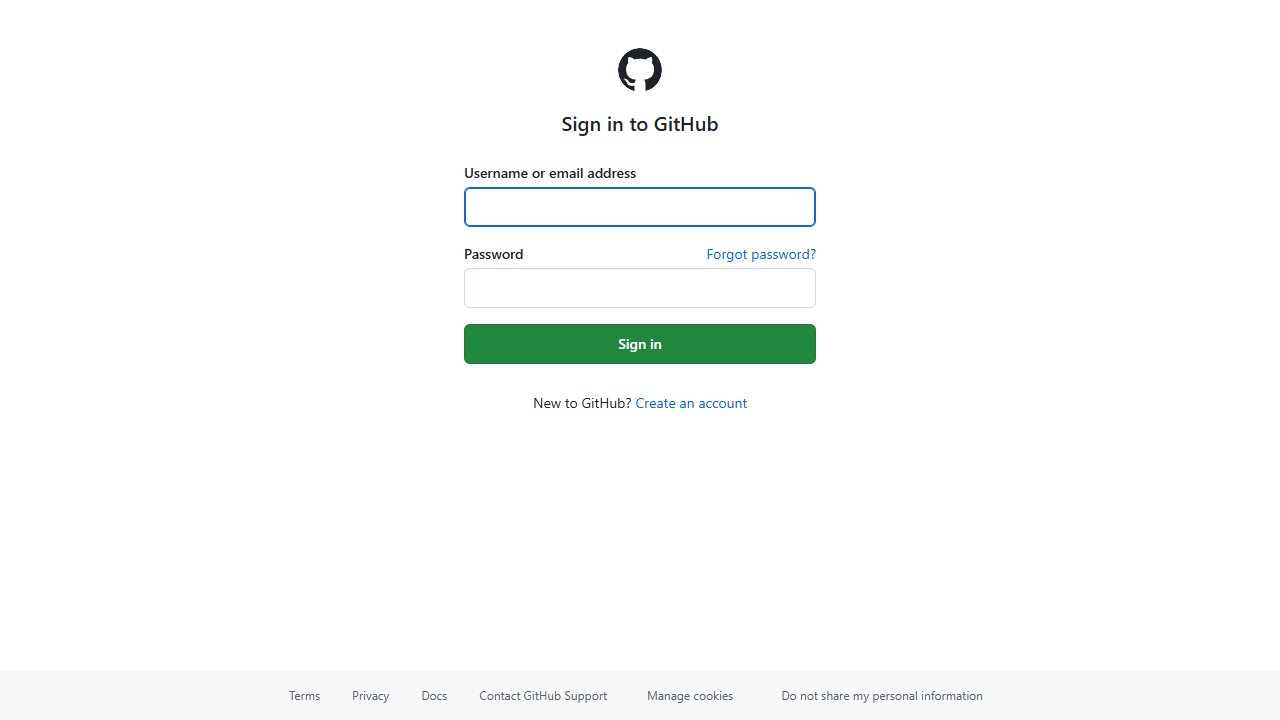 Sign in to GitHub
Username or email address
Password Forgot password?
Sign in
New to GitHub? Create an account
Terms Privacy Docs Contact GitHub Support Manage cookies Do not share my personal information